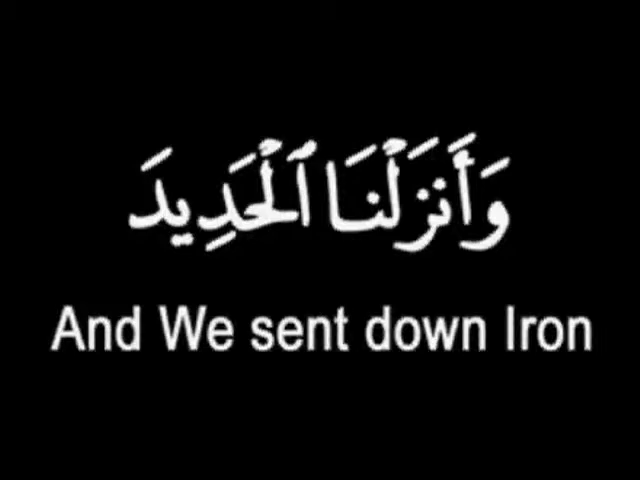 وَأَنزَلْنَا ٱلْحَدِيدَ
And We sent down Iron